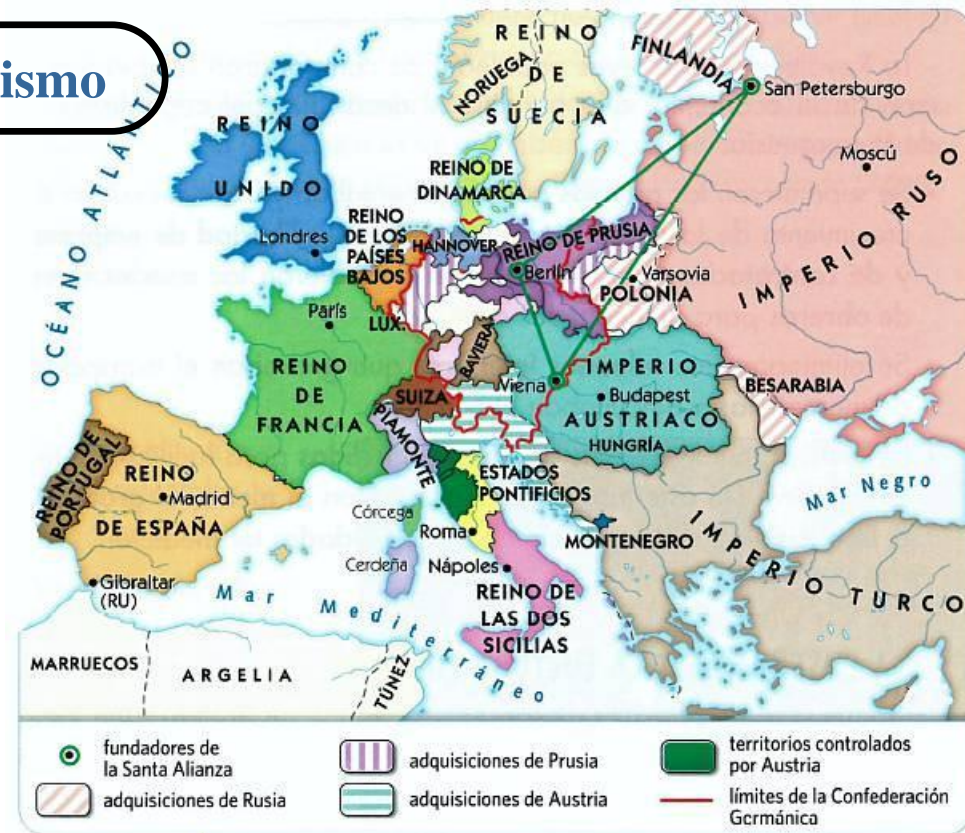 ismo
OCÉANO ATLÁNTICO
REINO
UNIDO
Londres
NORUEGA
REINO
DE
SUECIA
FINLANDIA
San Petersburgo
Moscú
IMPERIO RUSO
REINO DE
DINAMARCA
REINO
DE LOS
PAÍSES
BAJOS
HANNOVER
REINO DE PRUSIA
Berlín
Varsovia
POLONIA
París
LUX.
REINO
DE
FRANCIA
BAVIERA
SUIZA
Viena
IMPERIO
Budapest
AUSTRIACO
HUNGRÍA
BESARABIA
PIAMONTE
ESTADOS
PONTIFICIOS
Córcega
Roma
Cerdeña
Nápoles
REINO DE
LAS DOS
SICILIAS
MONTENEGRO
IMPERIO TURCO
Mar Negro
REINO DE
PORTUGAL
REINO
Madrid
DE ESPAÑA
Gibraltar
(RU)
Mar Mediterráneo
MARRUECOS
ARGELIA
TÚNEZ
fundadores de
la Santa Alianza
adquisiciones de Rusia
adquisiciones de Prusia
adquisiciones de Austria
territorios controlados
por Austria
límites de la Confederación
Germánica